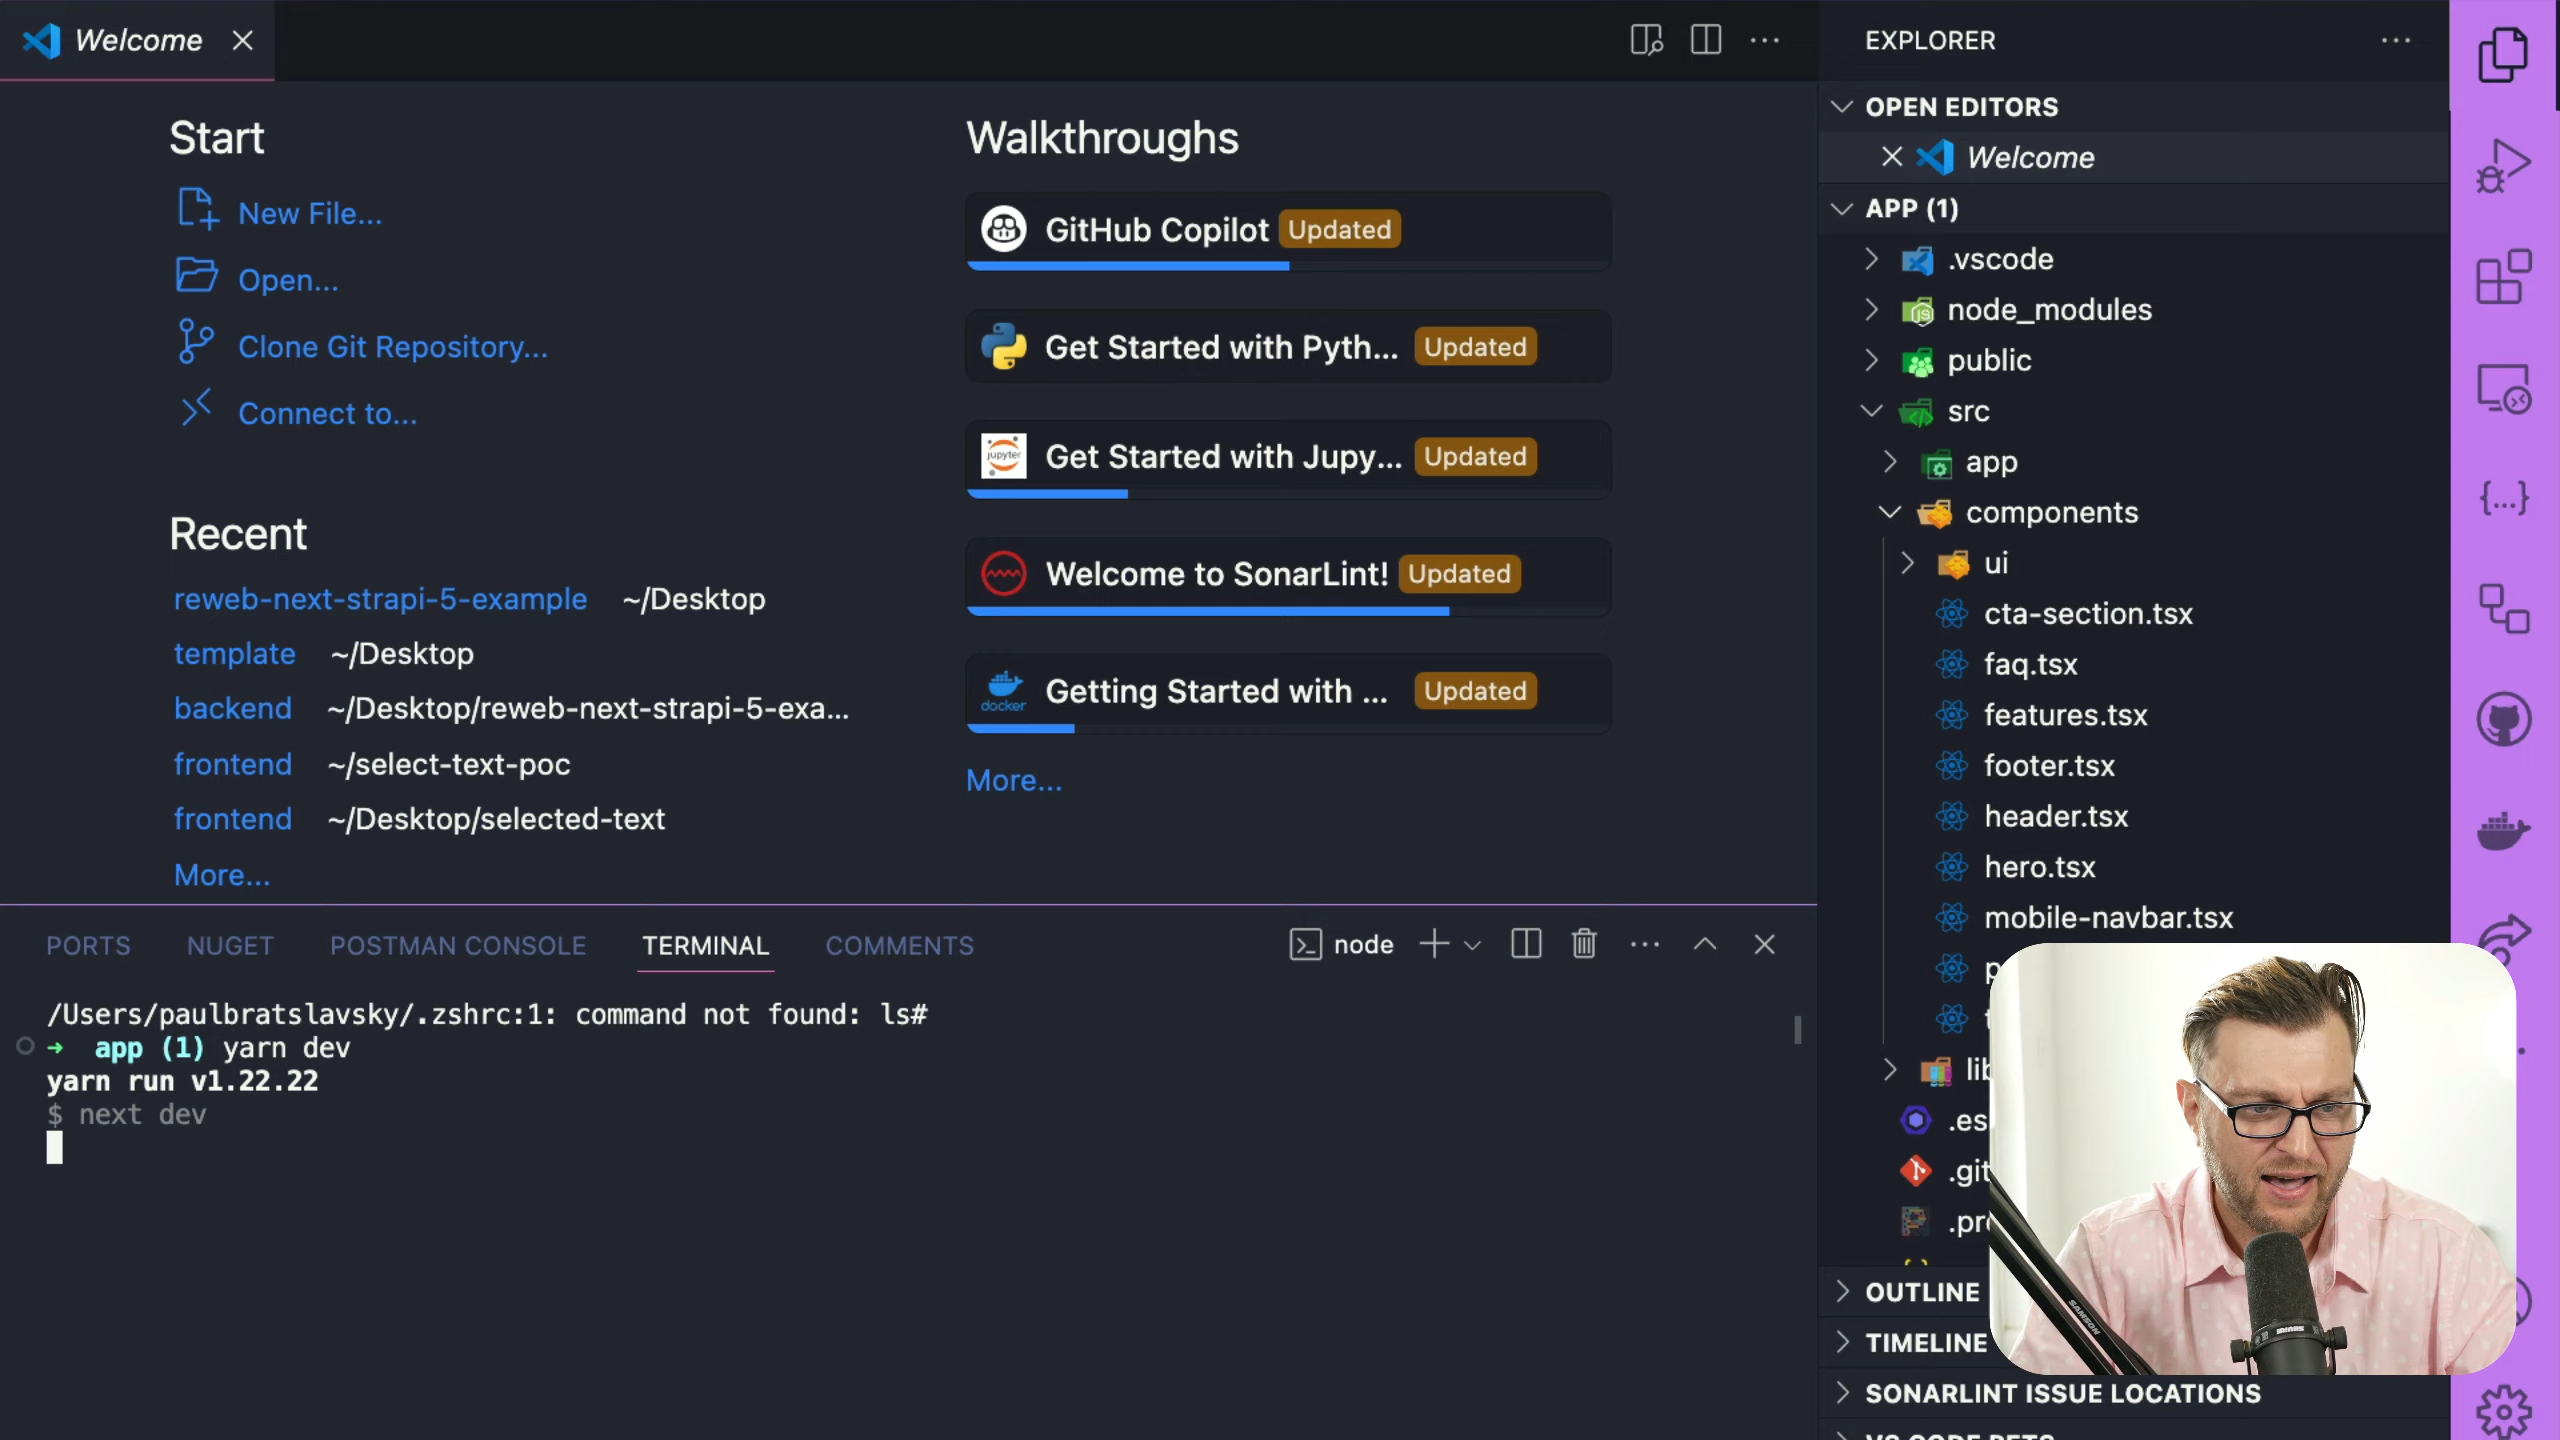 Welcome
Start
New File...
Open...
Clone Git Repository...
Connect to...
Recent
reweb-next-strapi-5-example ~/Desktop
template ~/Desktop
backend ~/Desktop/reweb-next-strapi-5-exa...
frontend ~/select-text-poc
frontend ~/Desktop/selected-text
More...
Walkthroughs
GitHub Copilot Updated
Get Started with Pyth... Updated
jupyter
Get Started with Jupy... Updated
Welcome to SonarLint! Updated
docker
Getting Started with ... Updated
More...
PORTS NUGET POSTMAN CONSOLE TERMINAL COMMENTS
node
/Users/paulbratslavsky/.zshrc:1: command not found: ls#
→ app (1) yarn dev
yarn run v1.22.22
$ next dev
EXPLORER
OPEN EDITORS
Welcome
APP (1)
.vscode
node_modules
public
src
app
components
ui
cta-section.tsx
faq.tsx
features.tsx
footer.tsx
header.tsx
hero.tsx
mobile-navbar.tsx
OUTLINE
TIMELINE
SONARLINT ISSUE LOCATIONS
VS CODE PETS
SAMSON